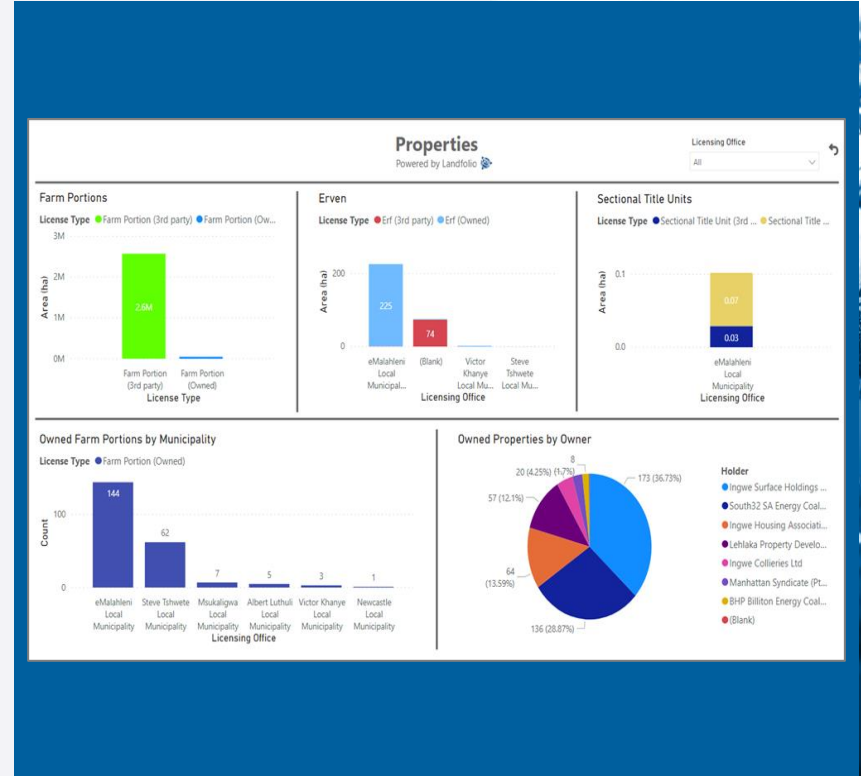 Properties
Powered by Landfolio
Licensing Office
All
Farm Portions
License Type Farm Portion (3rd party) Farm Portion (Ow...
3M
2M
1M
0M
Area (ha)
2.6M
Farm Portion (3rd party)
Farm Portion (Owned)
License Type
Erven
License Type Erf (3rd party) Erf (Owned)
200
0
Area (ha)
225
74
eMalahleni Local Municipal...
(Blank)
Victor Khanye Local Mu...
Steve Tshwete Local Mu...
Licensing Office
Sectional Title Units
License Type Sectional Title Unit (3rd ... Sectional Title ...
0.1
0.0
Area (ha)
0.07
0.03
eMalahleni Local Municipality
Licensing Office
Owned Farm Portions by Municipality
License Type Farm Portion (Owned)
100
0
Count
144
62
7
5
3
1
eMalahleni Local Municipality
Steve Tshwete Local Municipality
Msukaligwa Local Municipality
Albert Luthuli Local Municipality
Victor Khanye Local Municipality
Newcastle Local Municipality
Licensing Office
Owned Properties by Owner
8
(1.7%)
20 (4.25%)
57 (12.1%)
64 (13.59%)
136 (28.87%)
173 (36.73%)
Holder
Ingwe Surface Holdings ...
South32 SA Energy Coal...
Ingwe Housing Associati...
Lehlaka Property Develo...
Ingwe Collieries Ltd
Manhattan Syndicate (Pt...
BHP Billiton Energy Coal...
(Blank)